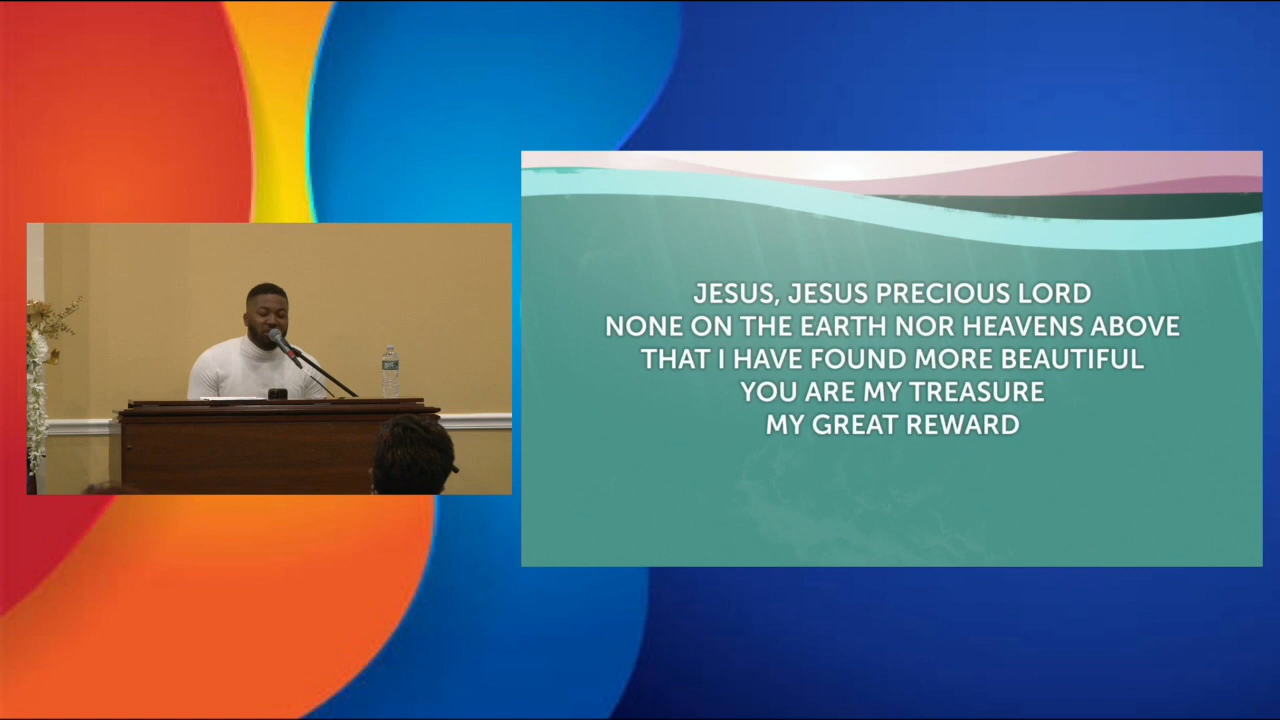 JESUS, JESUS PRECIOUS LORD
NONE ON THE EARTH NOR HEAVENS ABOVE
THAT I HAVE FOUND MORE BEAUTIFUL
YOU ARE MY TREASURE
MY GREAT REWARD